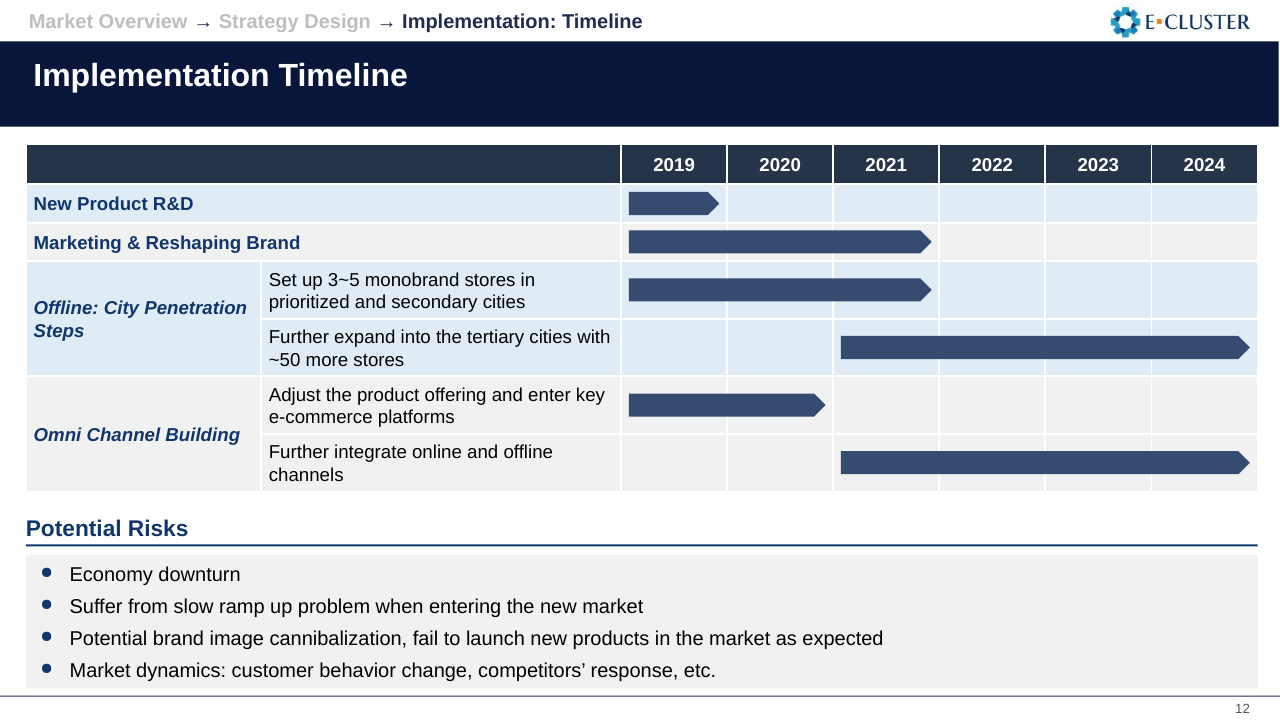 Market Overview → Strategy Design → Implementation: Timeline
E·CLUSTER
Implementation Timeline
2019 2020 2021 2022 2023 2024
New Product R&D
Marketing & Reshaping Brand
Offline: City Penetration
Steps
Set up 3~5 monobrand stores in
prioritized and secondary cities
Further expand into the tertiary cities with
~50 more stores
Omni Channel Building
Adjust the product offering and enter key
e-commerce platforms
Further integrate online and offline
channels
Potential Risks
• Economy downturn
• Suffer from slow ramp up problem when entering the new market
• Potential brand image cannibalization, fail to launch new products in the market as expected
• Market dynamics: customer behavior change, competitors’ response, etc.
12